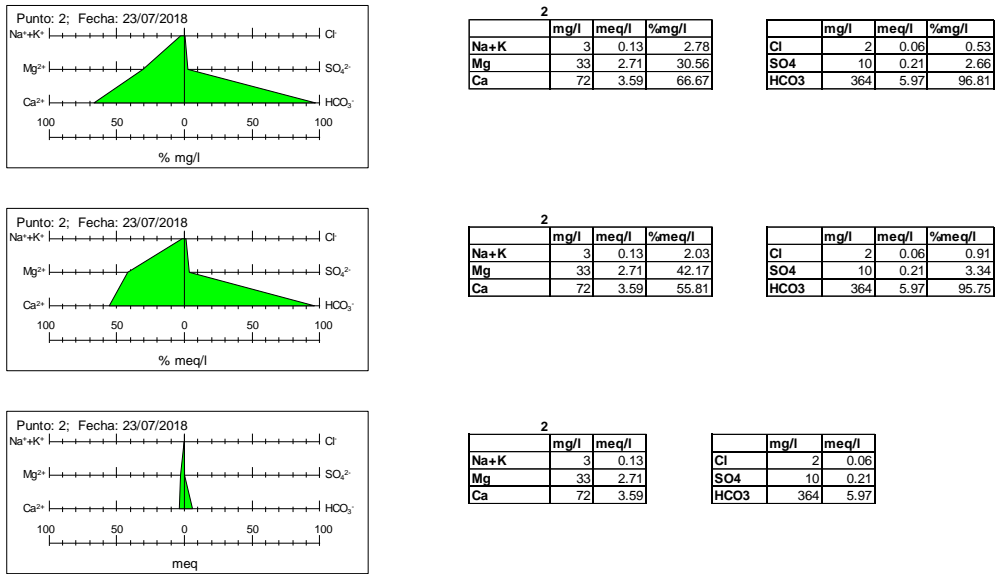 Punto: 2; Fecha: 23/07/2018
Na⁺+K⁺ Cl⁻
Mg²⁺ SO₄²⁻
Ca²⁺ HCO₃⁻
100 50 0 50 100
% mg/l
2
mg/l meq/l %mg/l
Na+K 3 0.13 2.78
Mg 33 2.71 30.56
Ca 72 3.59 66.67
mg/l meq/l %mg/l
Cl 2 0.06 0.53
SO4 10 0.21 2.66
HCO3 364 5.97 96.81
Punto: 2; Fecha: 23/07/2018
Na⁺+K⁺ Cl⁻
Mg²⁺ SO₄²⁻
Ca²⁺ HCO₃⁻
100 50 0 50 100
% meq/l
2
mg/l meq/l %meq/l
Na+K 3 0.13 2.03
Mg 33 2.71 42.17
Ca 72 3.59 55.81
mg/l meq/l %meq/l
Cl 2 0.06 0.91
SO4 10 0.21 3.34
HCO3 364 5.97 95.75
Punto: 2; Fecha: 23/07/2018
Na⁺+K⁺ Cl⁻
Mg²⁺ SO₄²⁻
Ca²⁺ HCO₃⁻
100 50 0 50 100
meq
2
mg/l meq/l
Na+K 3 0.13
Mg 33 2.71
Ca 72 3.59
mg/l meq/l
Cl 2 0.06
SO4 10 0.21
HCO3 364 5.97